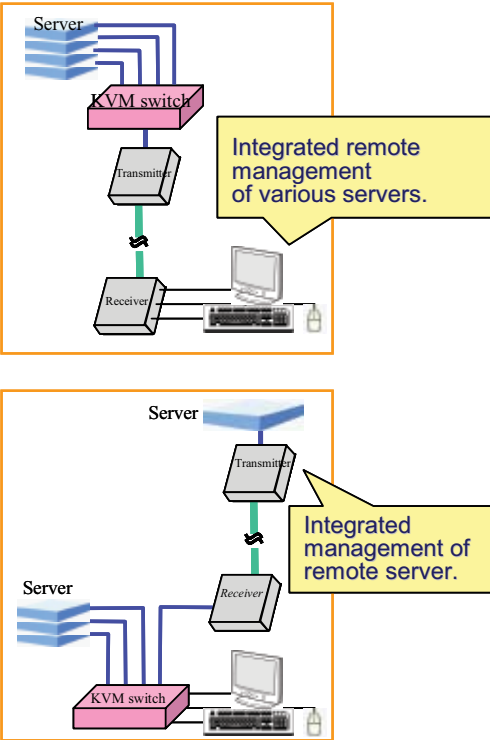 Server
KVM switch
Transmitter
Integrated remote
management
of various servers.
Receiver
Server
Transmitter
Integrated
management of
remote server.
Receiver
Server
KVM switch